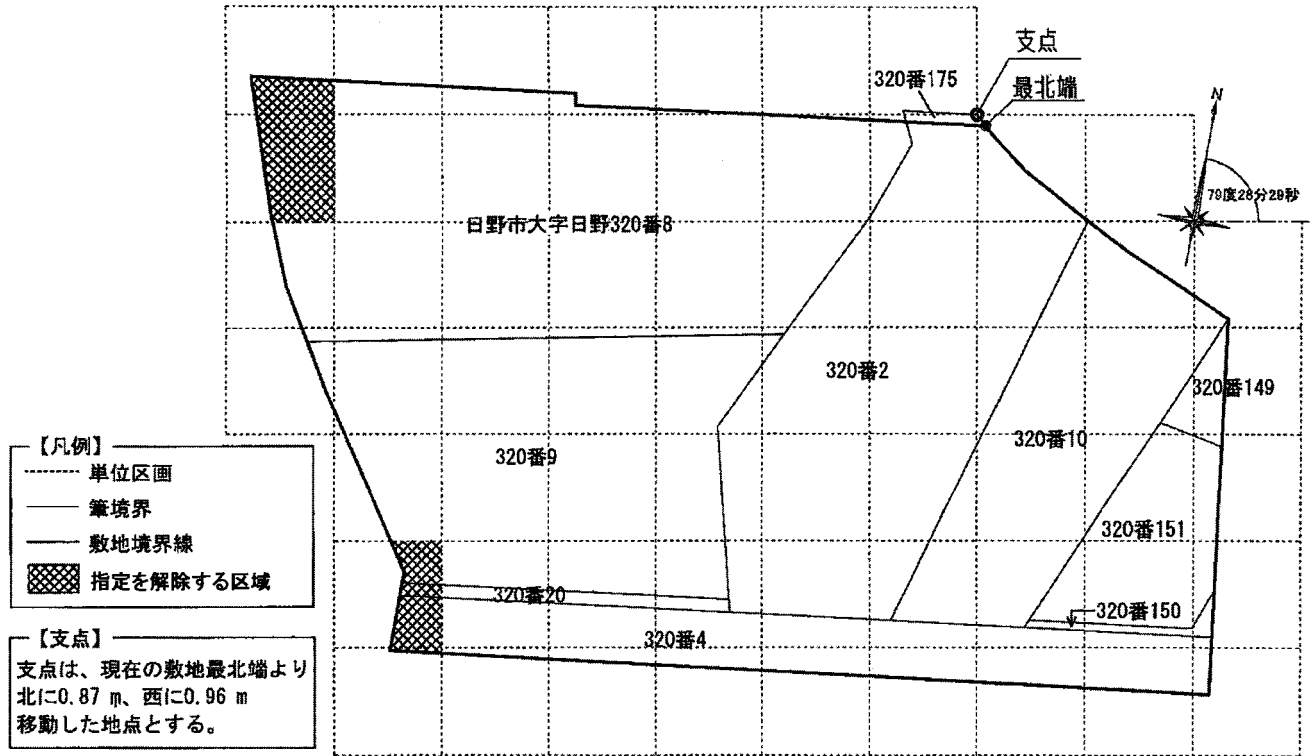 支点
320番175
最北端
N
79度28分29秒
日野市大字日野320番8
320番2
320番149
320番10
320番9
320番151
320番20
320番150
320番4
【凡例】
単位区画
筆境界
敷地境界線
指定を解除する区域
【支点】
支点は、現在の敷地最北端より
北に0.87 m、西に0.96 m
移動した地点とする。